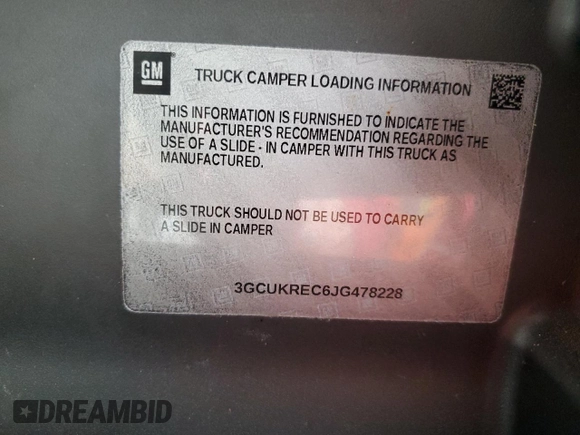 GM
TRUCK CAMPER LOADING INFORMATION
THIS INFORMATION IS FURNISHED TO INDICATE THE
MANUFACTURER'S RECOMMENDATION REGARDING THE
USE OF A SLIDE - IN CAMPER WITH THIS TRUCK AS
MANUFACTURED.
THIS TRUCK SHOULD NOT BE USED TO CARRY
A SLIDE IN CAMPER
3GCUKREC6JG478228
DREAMBID